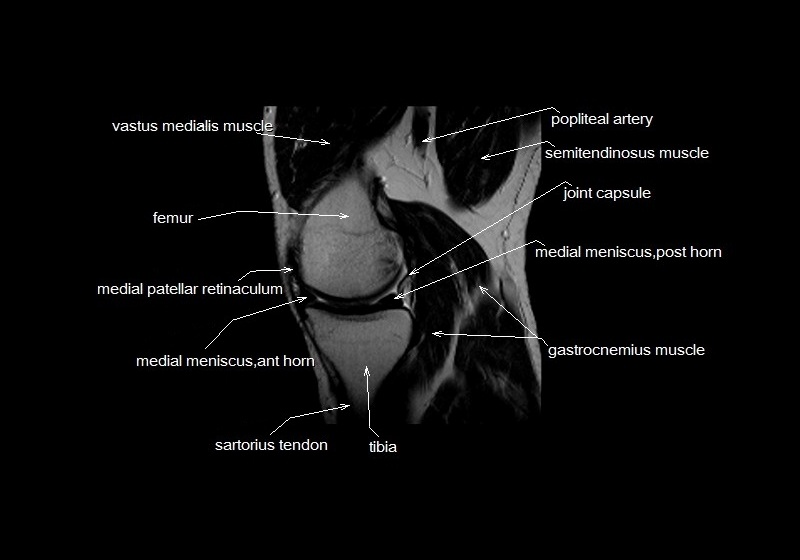 vastus medialis muscle
popliteal artery
semitendinosus muscle
joint capsule
femur
medial meniscus,post horn
medial patellar retinaculum
gastrocnemius muscle
medial meniscus,ant horn
sartorius tendon
tibia